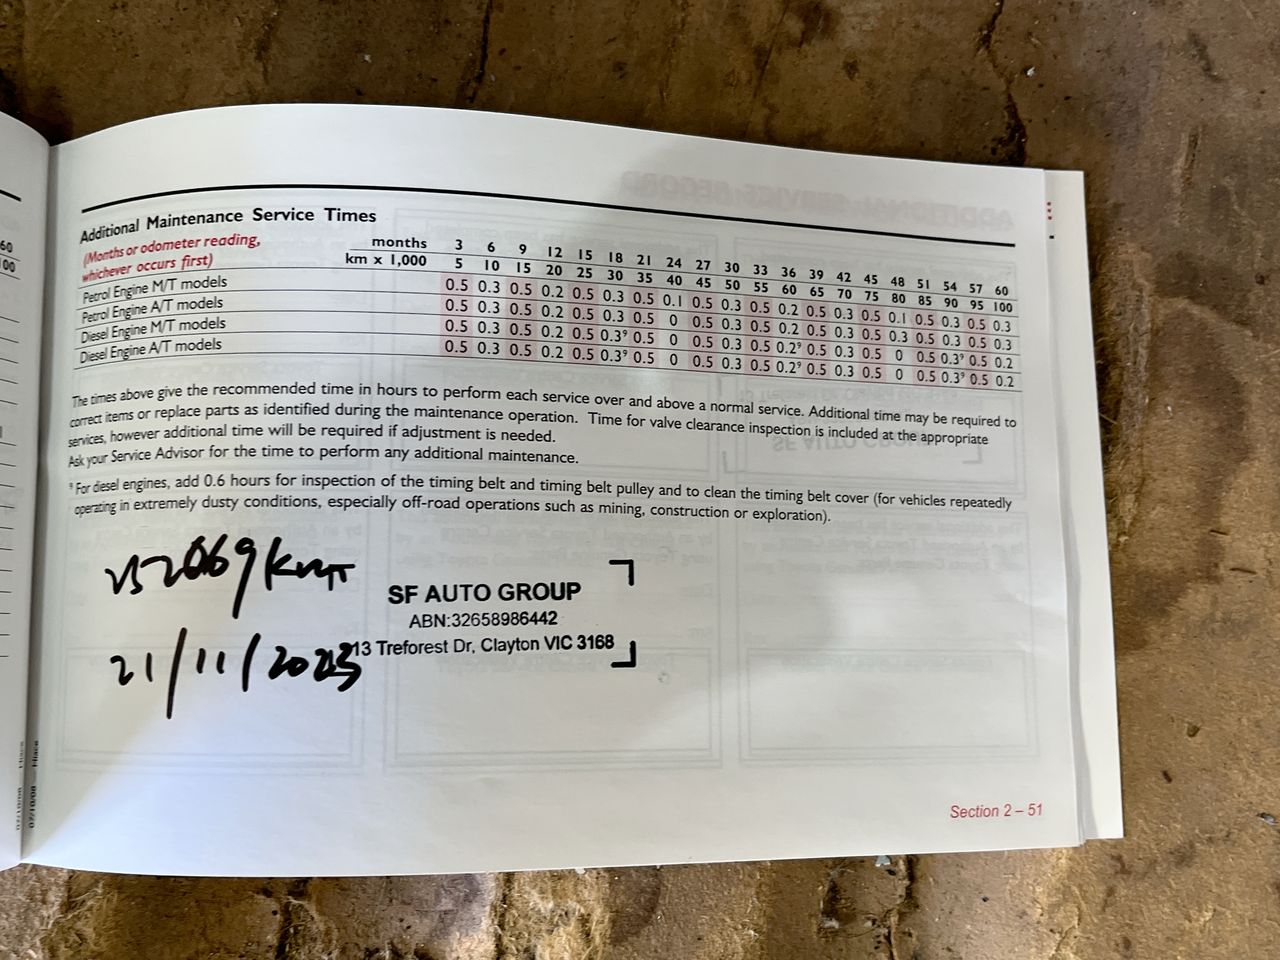 60
00
Additional Maintenance Service Times
(Months or odometer reading,
whichever occurs first)
months 3 6 9 12 15 18 21 24 27 30 33 36 39 42 45 48 51 54 57 60
km x 1,000 5 10 15 20 25 30 35 40 45 50 55 60 65 70 75 80 85 90 95 100
Petrol Engine M/T models 0.5 0.3 0.5 0.2 0.5 0.3 0.5 0.1 0.5 0.3 0.5 0.2 0.5 0.3 0.5 0.1 0.5 0.3 0.5 0.3
Petrol Engine A/T models 0.5 0.3 0.5 0.2 0.5 0.3 0.5 0 0.5 0.3 0.5 0.2 0.5 0.3 0.5 0.3 0.5 0.3 0.5 0.3
Diesel Engine M/T models 0.5 0.3 0.5 0.2 0.5 0.3⁹ 0.5 0 0.5 0.3 0.5 0.2⁹ 0.5 0.3 0.5 0 0.5 0.3⁹ 0.5 0.2
Diesel Engine A/T models 0.5 0.3 0.5 0.2 0.5 0.3⁹ 0.5 0 0.5 0.3 0.5 0.2⁹ 0.5 0.3 0.5 0 0.5 0.3⁹ 0.5 0.2
The times above give the recommended time in hours to perform each service over and above a normal service. Additional time may be required to
correct items or replace parts as identified during the maintenance operation. Time for valve clearance inspection is included at the appropriate
services, however additional time will be required if adjustment is needed.
Ask your Service Advisor for the time to perform any additional maintenance.
⁹ For diesel engines, add 0.6 hours for inspection of the timing belt and timing belt pulley and to clean the timing belt cover (for vehicles repeatedly
operating in extremely dusty conditions, especially off-road operations such as mining, construction or exploration).
21/11/2023
SF AUTO GROUP
ABN:32658986442
13 Treforest Dr, Clayton VIC 3168
Section 2 – 51
07/10/08 Hiace